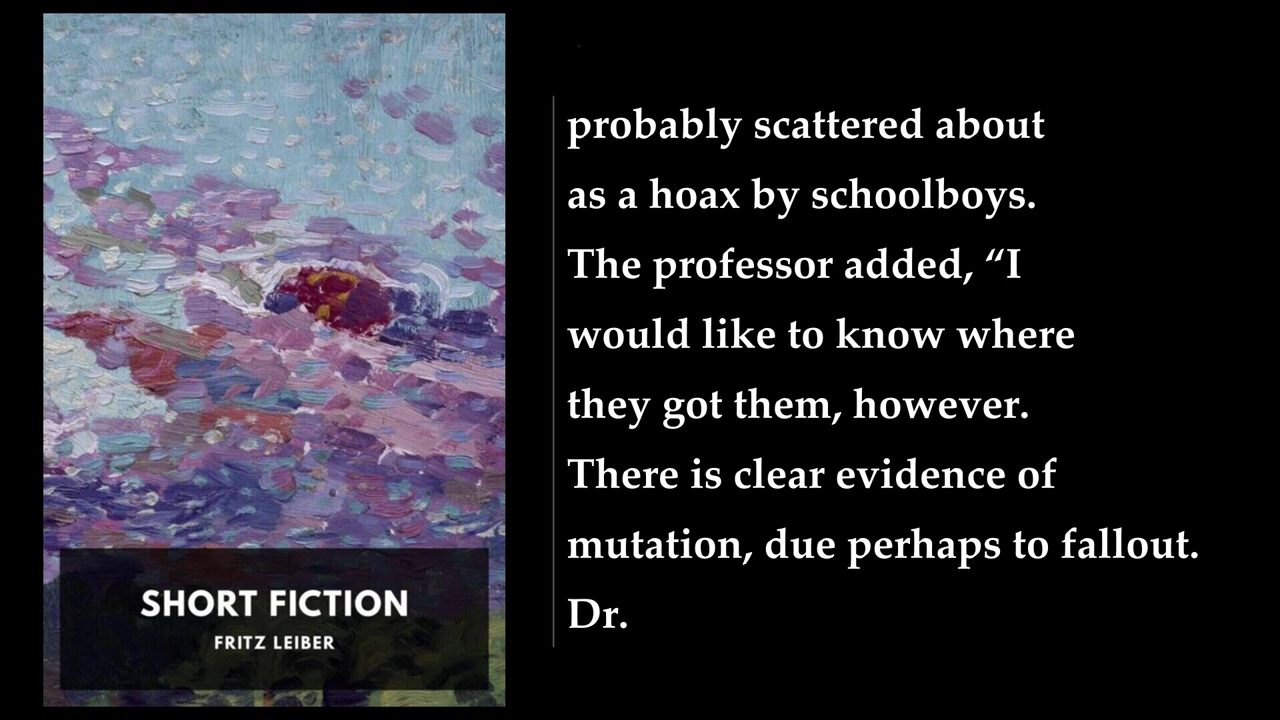 SHORT FICTION
FRITZ LEIBER
probably scattered about
as a hoax by schoolboys.
The professor added, “I
would like to know where
they got them, however.
There is clear evidence of
mutation, due perhaps to fallout.
Dr.